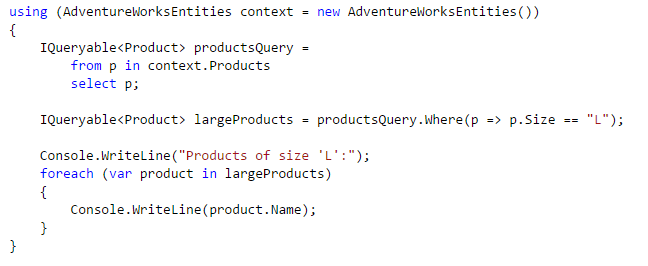 using (AdventureWorksEntities context = new AdventureWorksEntities())
{
    IQueryable<Product> productsQuery =
        from p in context.Products
        select p;

    IQueryable<Product> largeProducts = productsQuery.Where(p => p.Size == "L");

    Console.WriteLine("Products of size 'L':");
    foreach (var product in largeProducts)
    {
        Console.WriteLine(product.Name);
    }
}